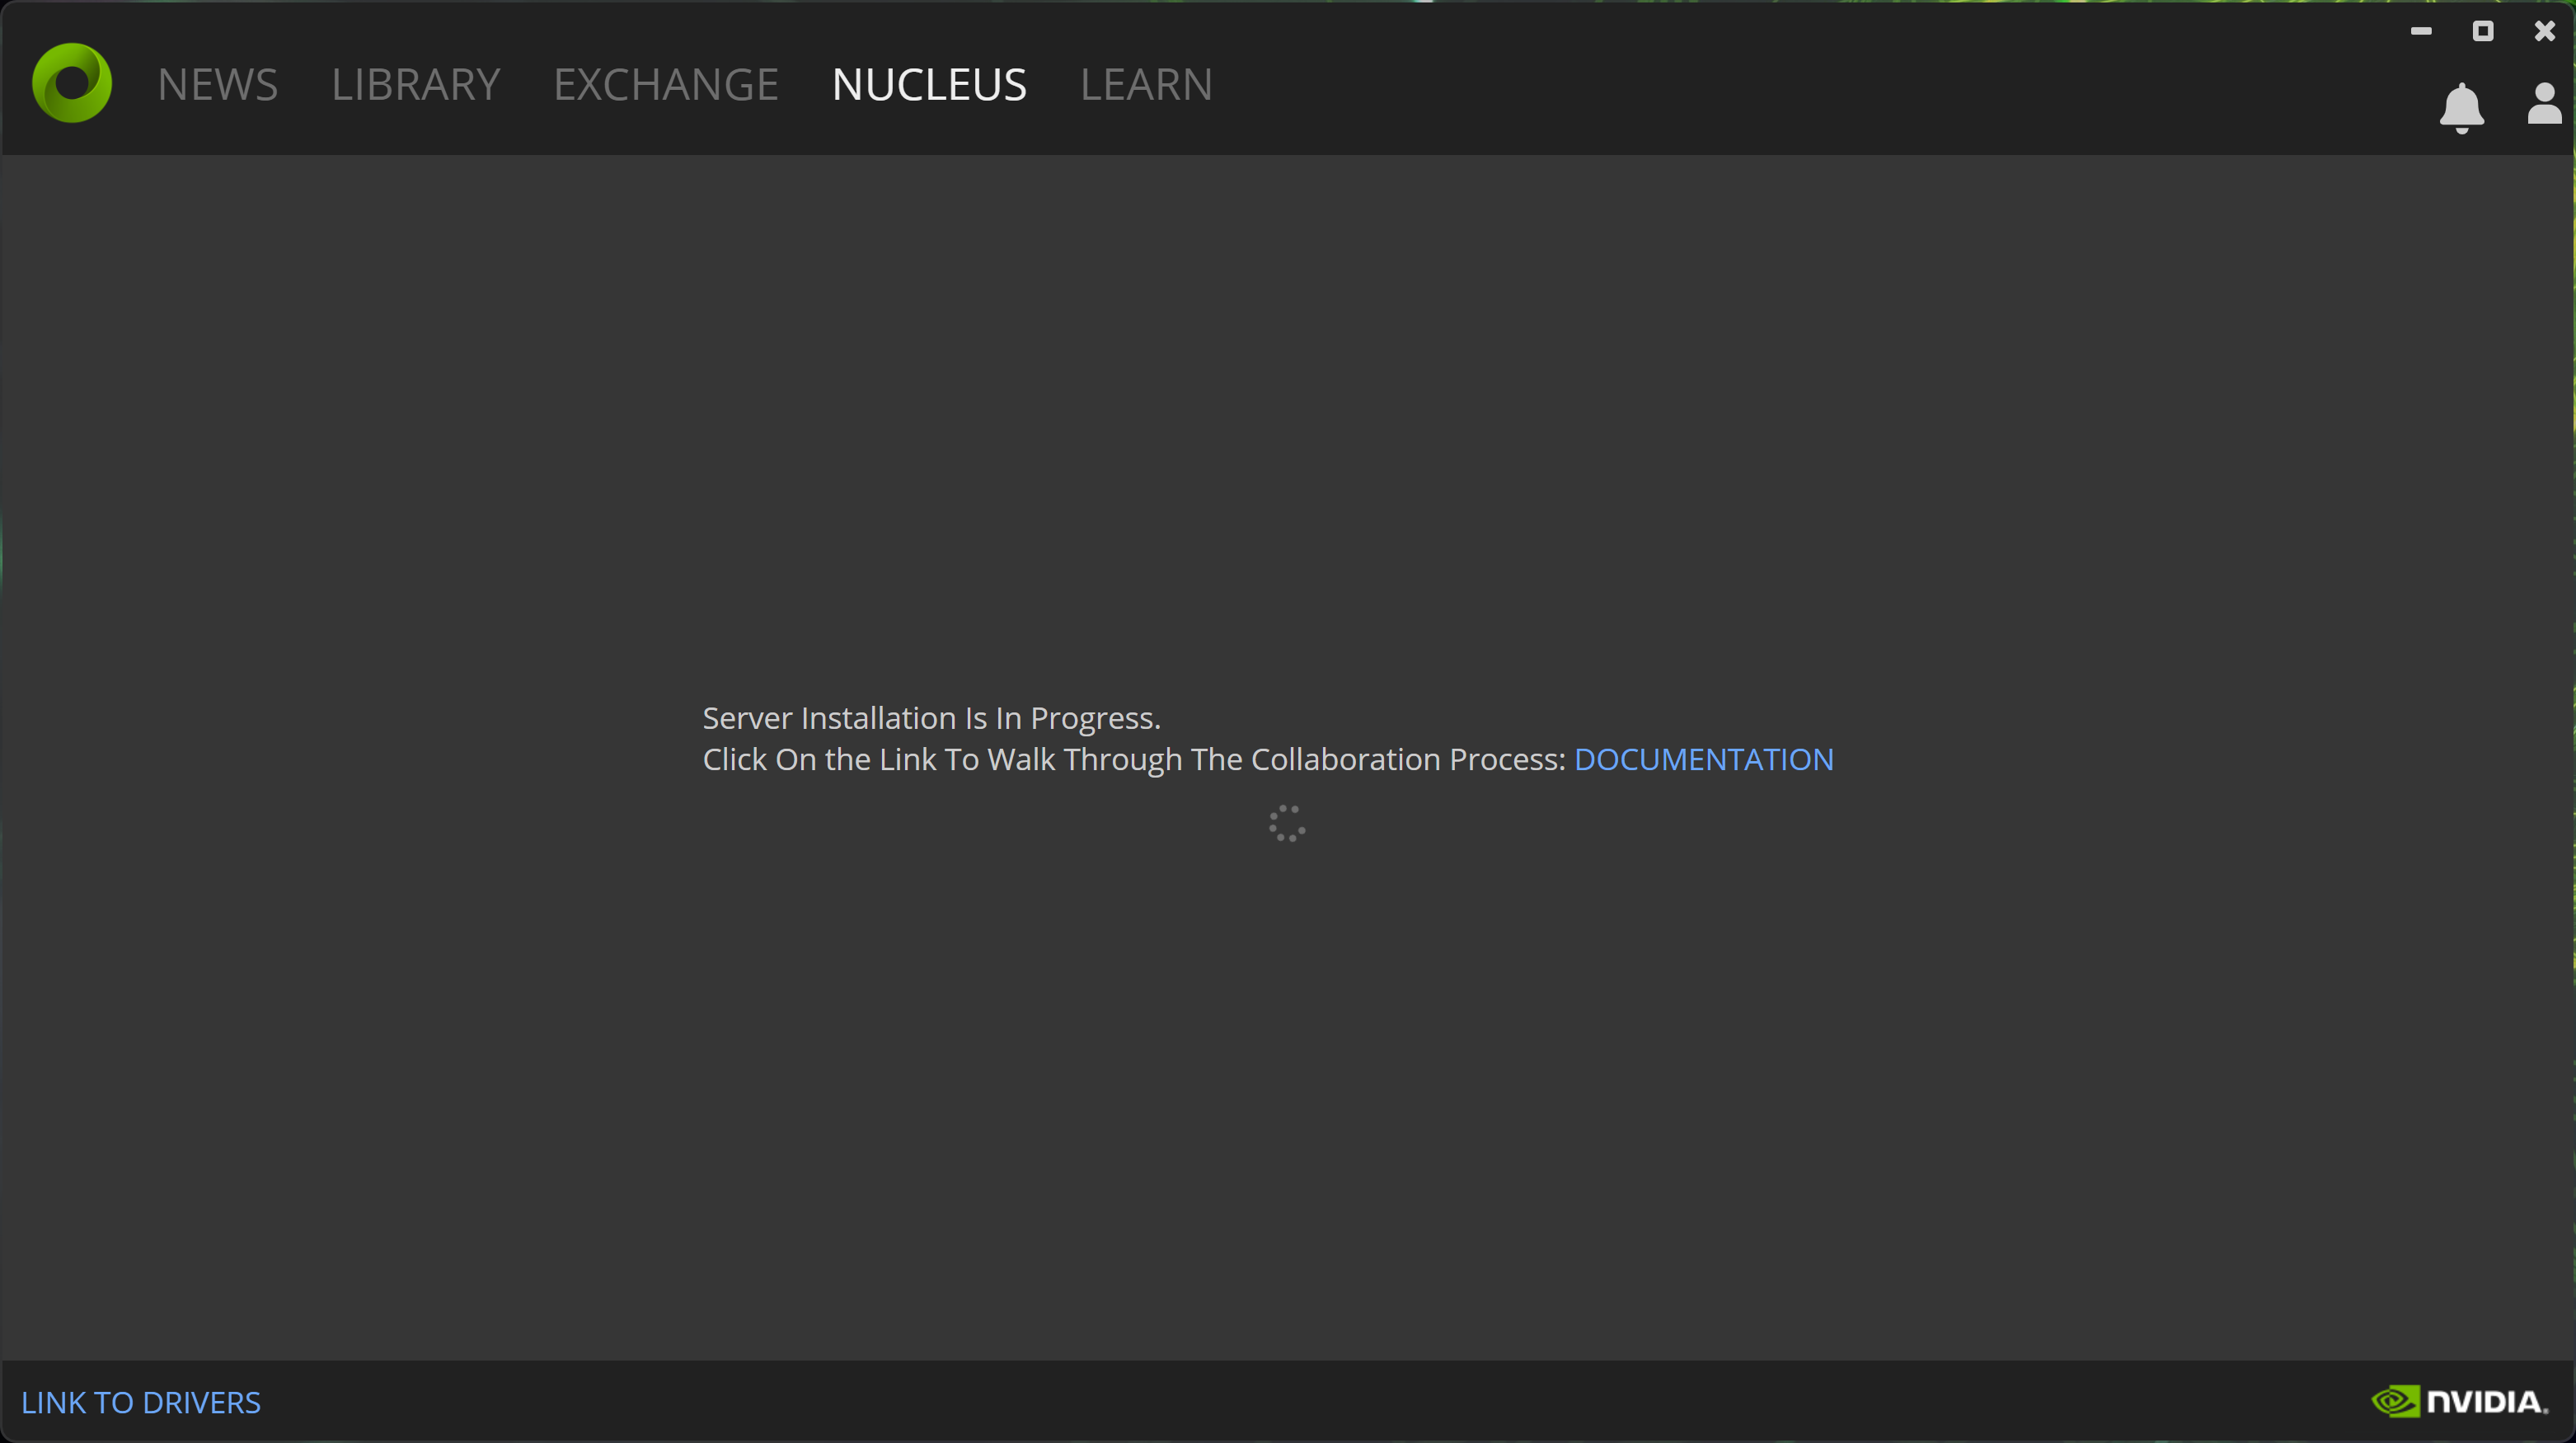 NEWS LIBRARY EXCHANGE NUCLEUS LEARN
Server Installation Is In Progress.
Click On the Link To Walk Through The Collaboration Process: DOCUMENTATION
LINK TO DRIVERS
NVIDIA.